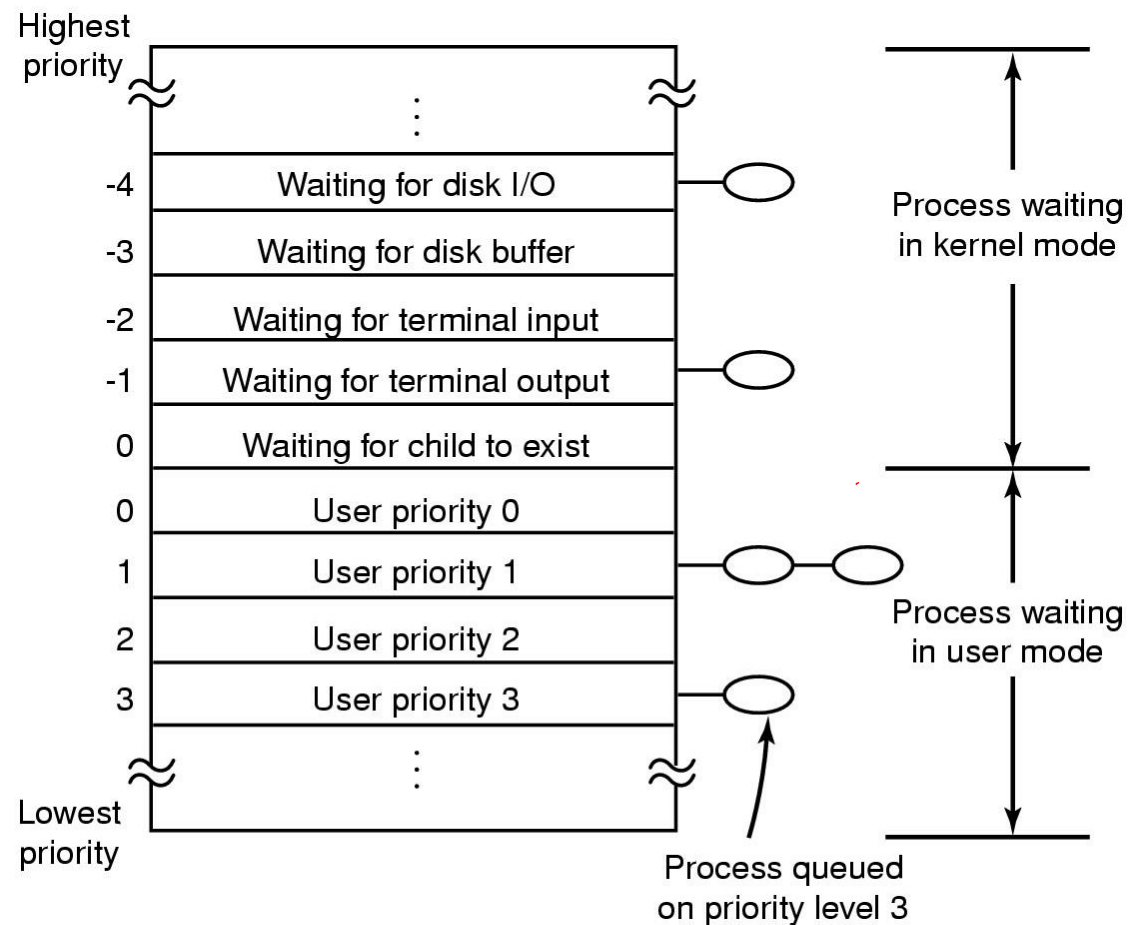 Highest
priority
-4 Waiting for disk I/O
-3 Waiting for disk buffer
-2 Waiting for terminal input
-1 Waiting for terminal output
0 Waiting for child to exist
0 User priority 0
1 User priority 1
2 User priority 2
3 User priority 3
Lowest
priority
Process waiting
in kernel mode
Process waiting
in user mode
Process queued
on priority level 3